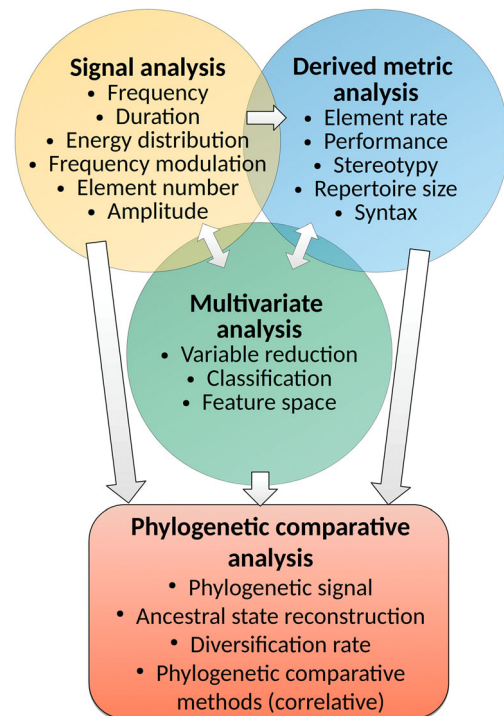 Signal analysis
• Frequency
• Duration
• Energy distribution
• Frequency modulation
• Element number
• Amplitude
Derived metric
analysis
• Element rate
• Performance
• Stereotypy
• Repertoire size
• Syntax
Multivariate
analysis
• Variable reduction
• Classification
• Feature space
Phylogenetic comparative
analysis
• Phylogenetic signal
• Ancestral state reconstruction
• Diversification rate
• Phylogenetic comparative
methods (correlative)